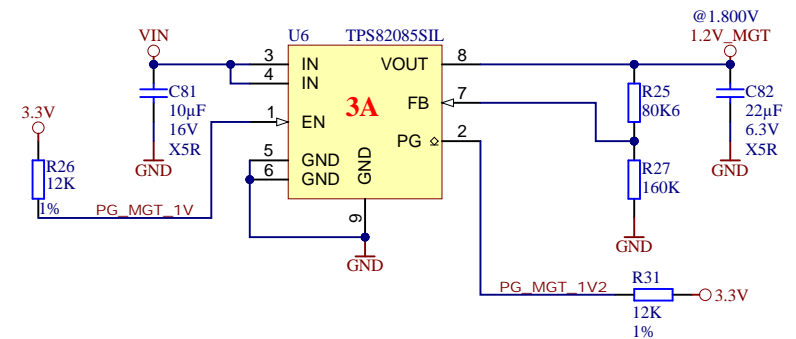 @1.800V
VIN
U6
TPS82085SIL
1.2V_MGT
3
IN
VOUT
8
4
IN
C81
10µF
16V
X5R
GND
R25
80K6
C82
22µF
6.3V
X5R
GND
3A
FB
7
3.3V
1
EN
PG
2
5
GND
6
GND
GND
9
GND
R26
12K
1%
PG_MGT_1V
R27
160K
GND
PG_MGT_1V2
R31
12K
1%
3.3V